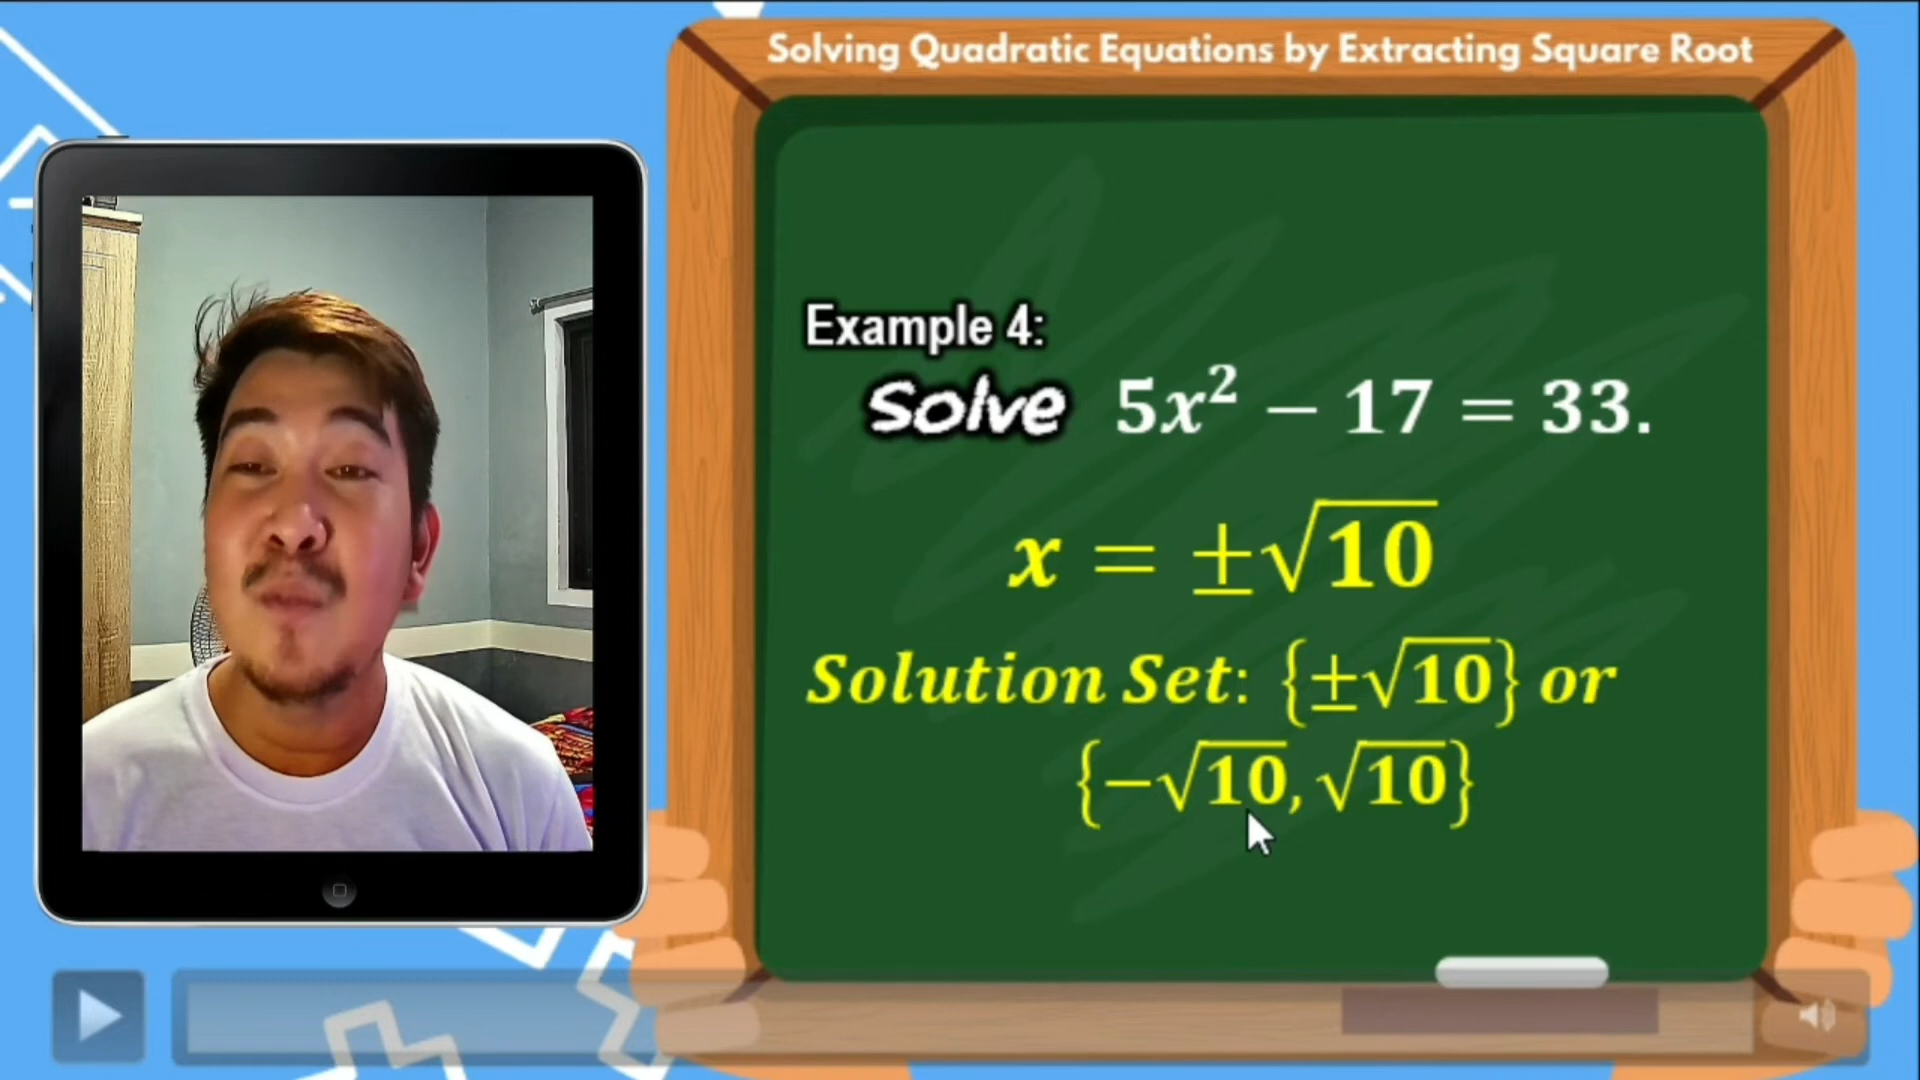 Solving Quadratic Equations by Extracting Square Root
Example 4:
Solve 5x² − 17 = 33.
x = ±√10
Solution Set: {±√10} or
{−√10, √10}